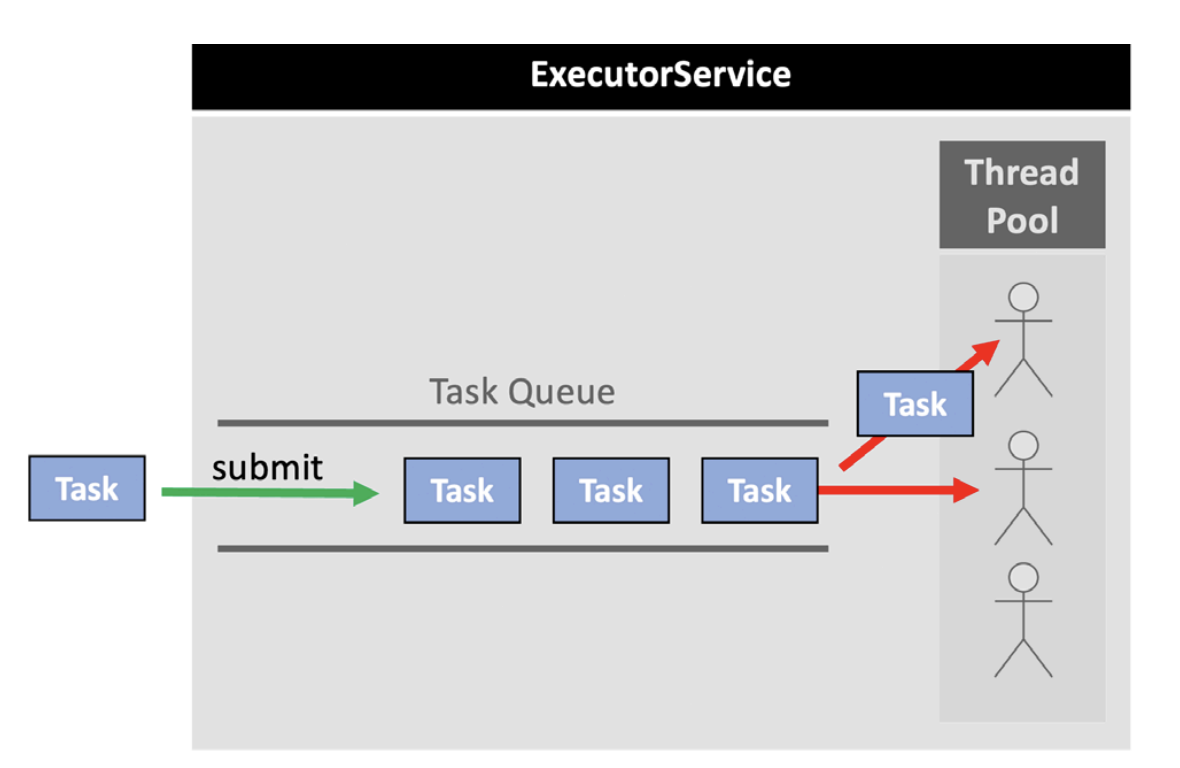 ExecutorService
Thread
Pool
Task Queue
Task
submit
Task
Task
Task
Task